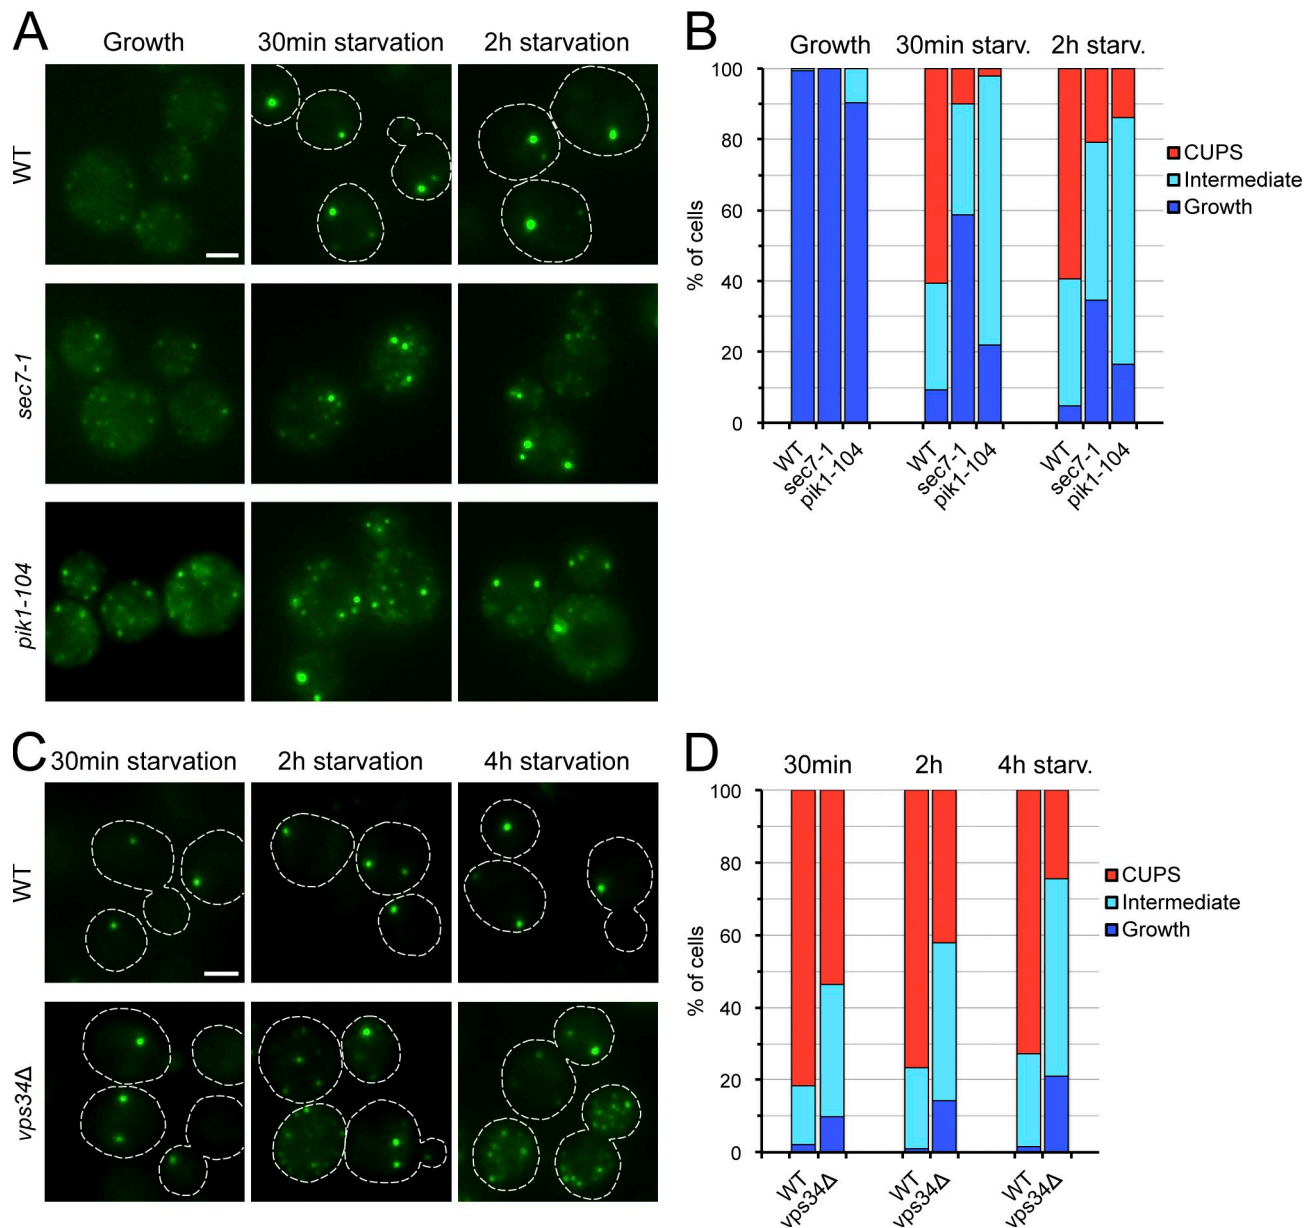 A
Growth
30min starvation
2h starvation
WT
sec7-1
pik1-104
B
Growth
30min starv.
2h starv.
100
80
60
40
20
0
% of cells
CUPS
Intermediate
Growth
WT
sec7-1
pik1-104
WT
sec7-1
pik1-104
WT
sec7-1
pik1-104
C
30min starvation
2h starvation
4h starvation
WT
vps34Δ
D
30min
2h
4h starv.
100
80
60
40
20
0
% of cells
CUPS
Intermediate
Growth
WT
vps34Δ
WT
vps34Δ
WT
vps34Δ